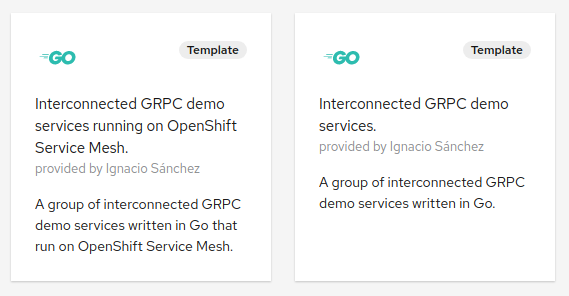 GO
Template
Interconnected GRPC demo
services running on OpenShift
Service Mesh.
provided by Ignacio Sánchez
A group of interconnected GRPC
demo services written in Go that
run on OpenShift Service Mesh.
GO
Template
Interconnected GRPC demo
services.
provided by Ignacio Sánchez
A group of interconnected GRPC
demo services written in Go.